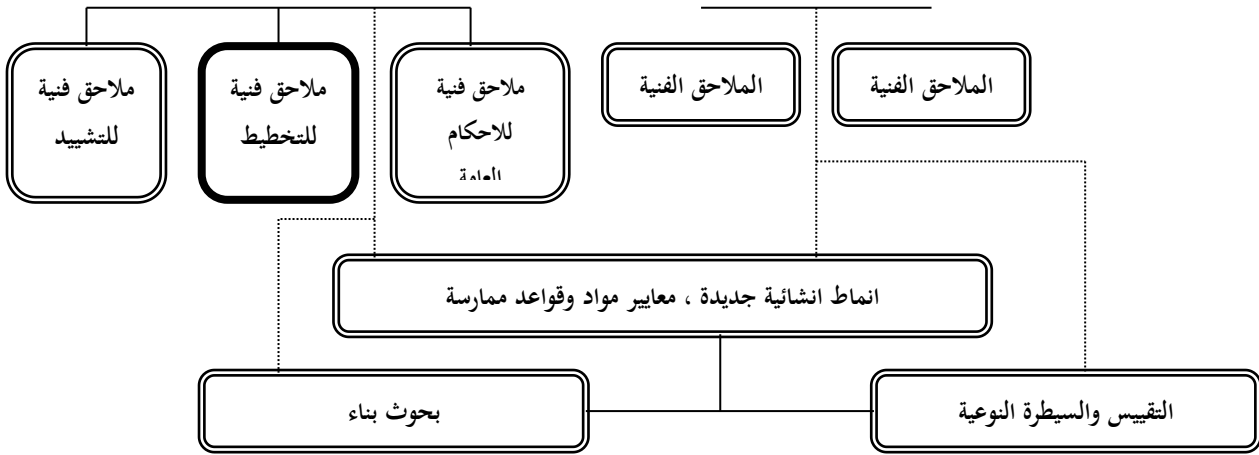 الملاحق الفنية
الملاحق الفنية
ملاحق فنية
للاحكام
العامة
ملاحق فنية
للتخطيط
ملاحق فنية
للتشييد
انماط انشائية جديدة ، معايير مواد وقواعد ممارسة
التقييس والسيطرة النوعية
بحوث بناء